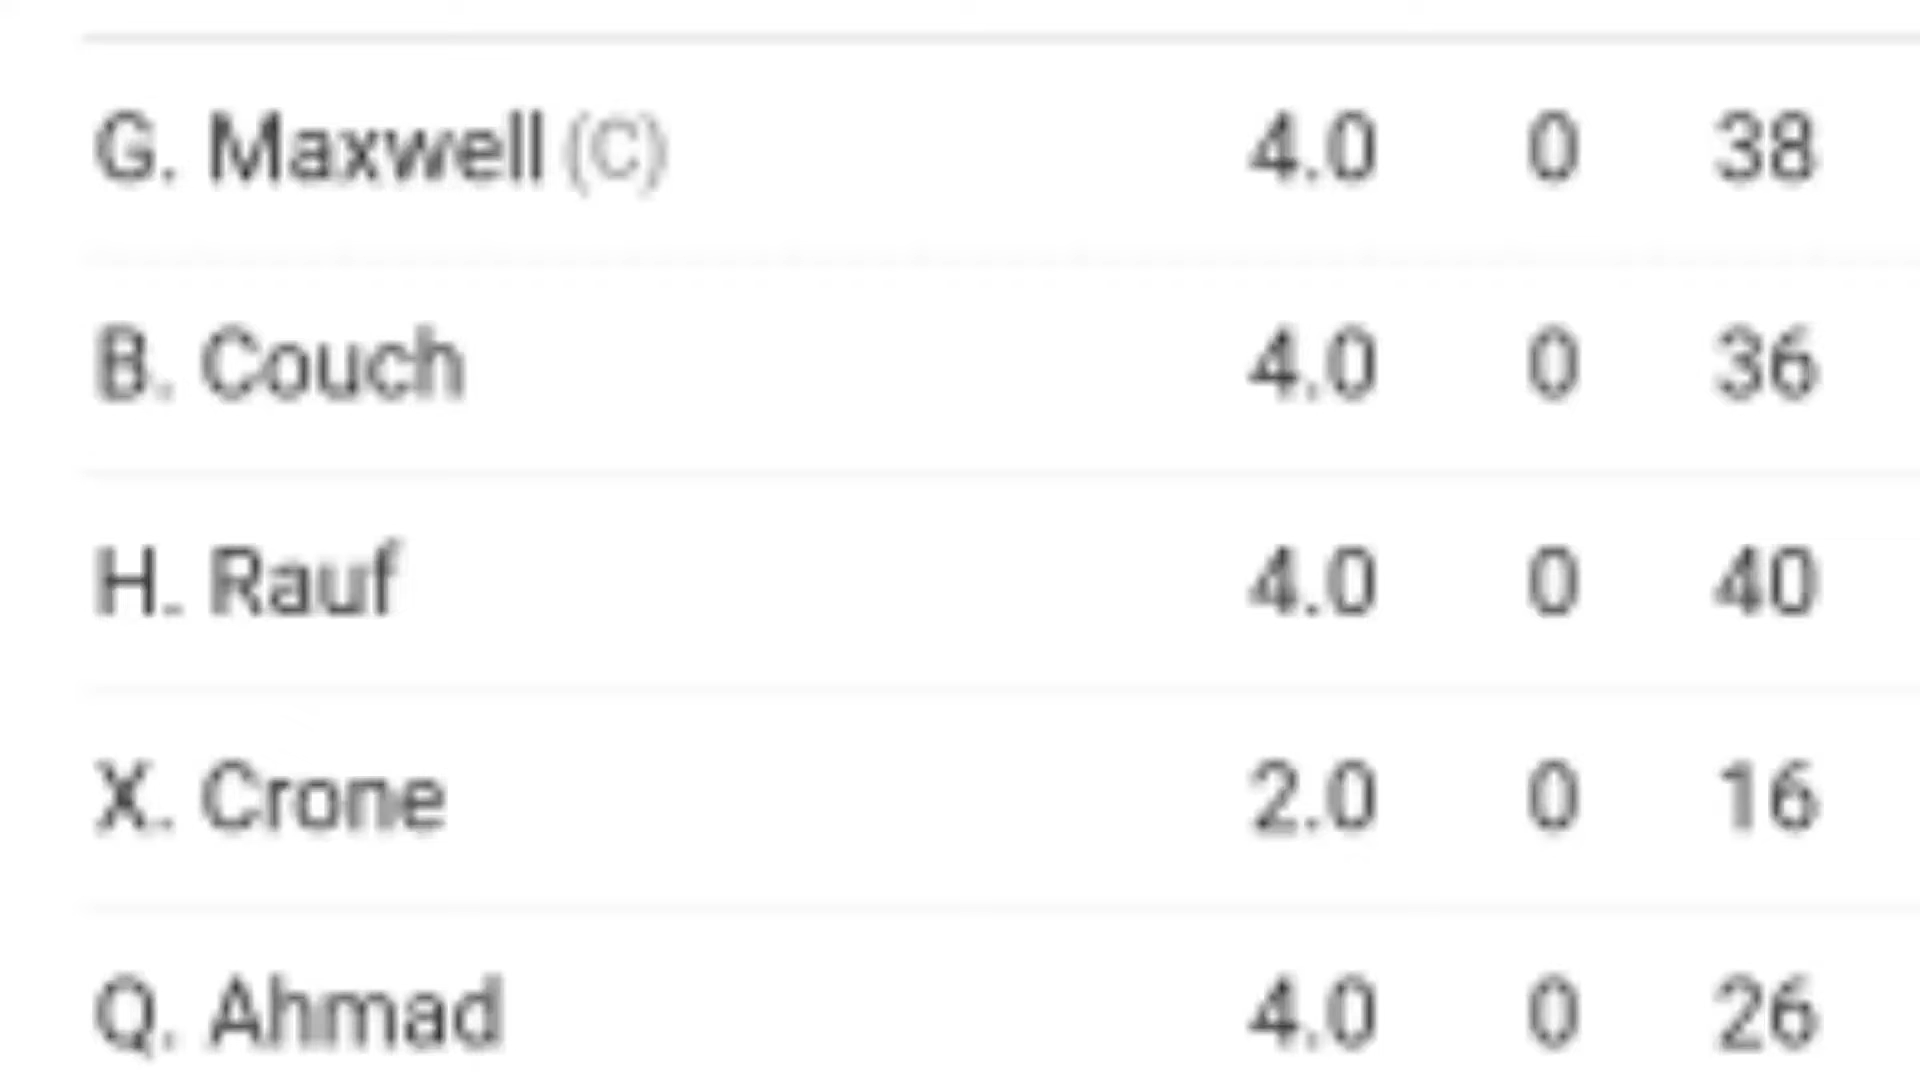 G. Maxwell (C) 4.0 0 38
B. Couch 4.0 0 36
H. Rauf 4.0 0 40
X. Crone 2.0 0 16
Q. Ahmad 4.0 0 26